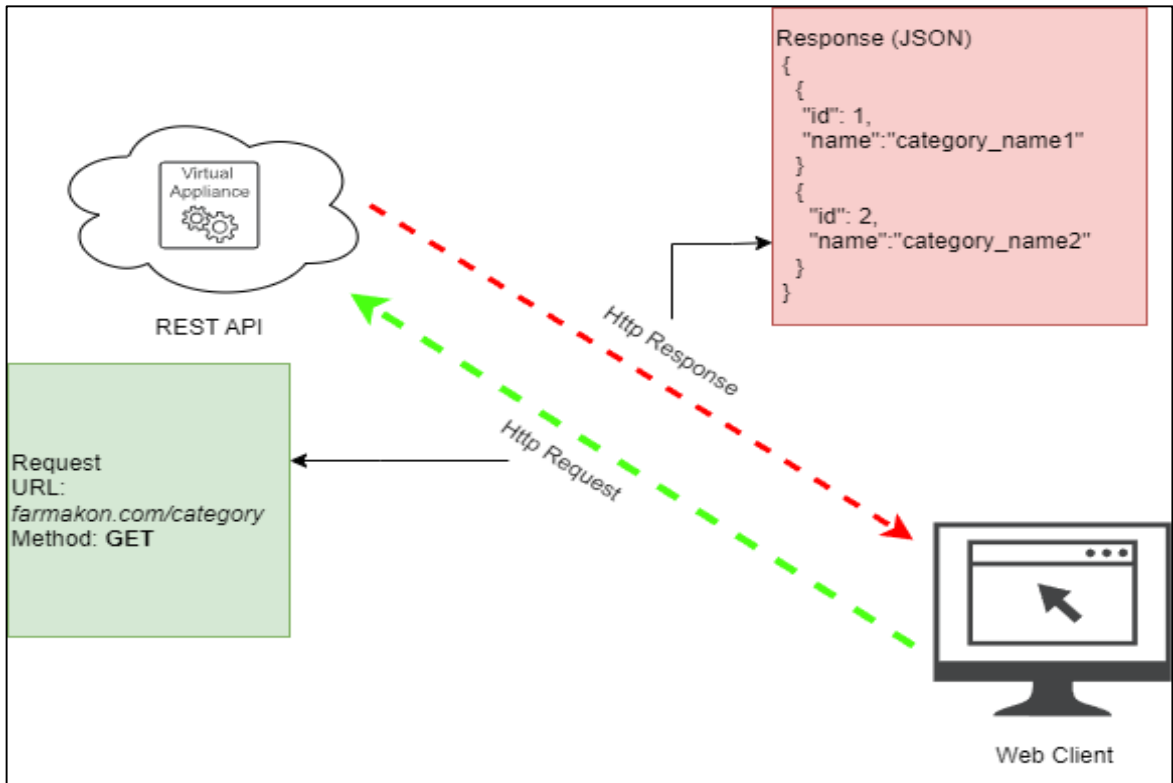 Response (JSON)
{
{
"id": 1,
"name":"category_name1"
}
{
"id": 2,
"name":"category_name2"
}
}
Virtual
Appliance
REST API
Http Response
Http Request
Request
URL:
farmakon.com/category
Method: GET
Web Client